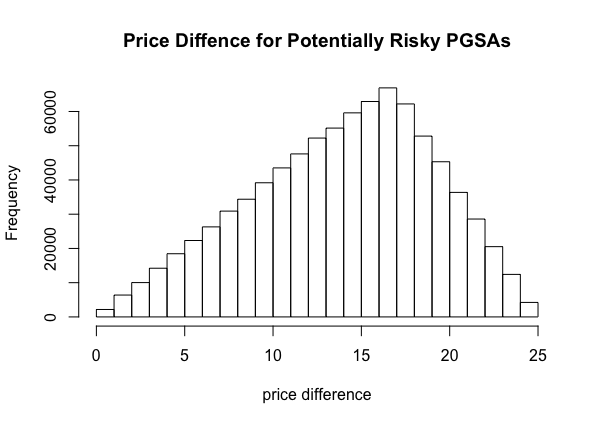 Price Diffence for Potentially Risky PGSAs
Frequency
60000
40000
20000
0
0 5 10 15 20 25
price difference